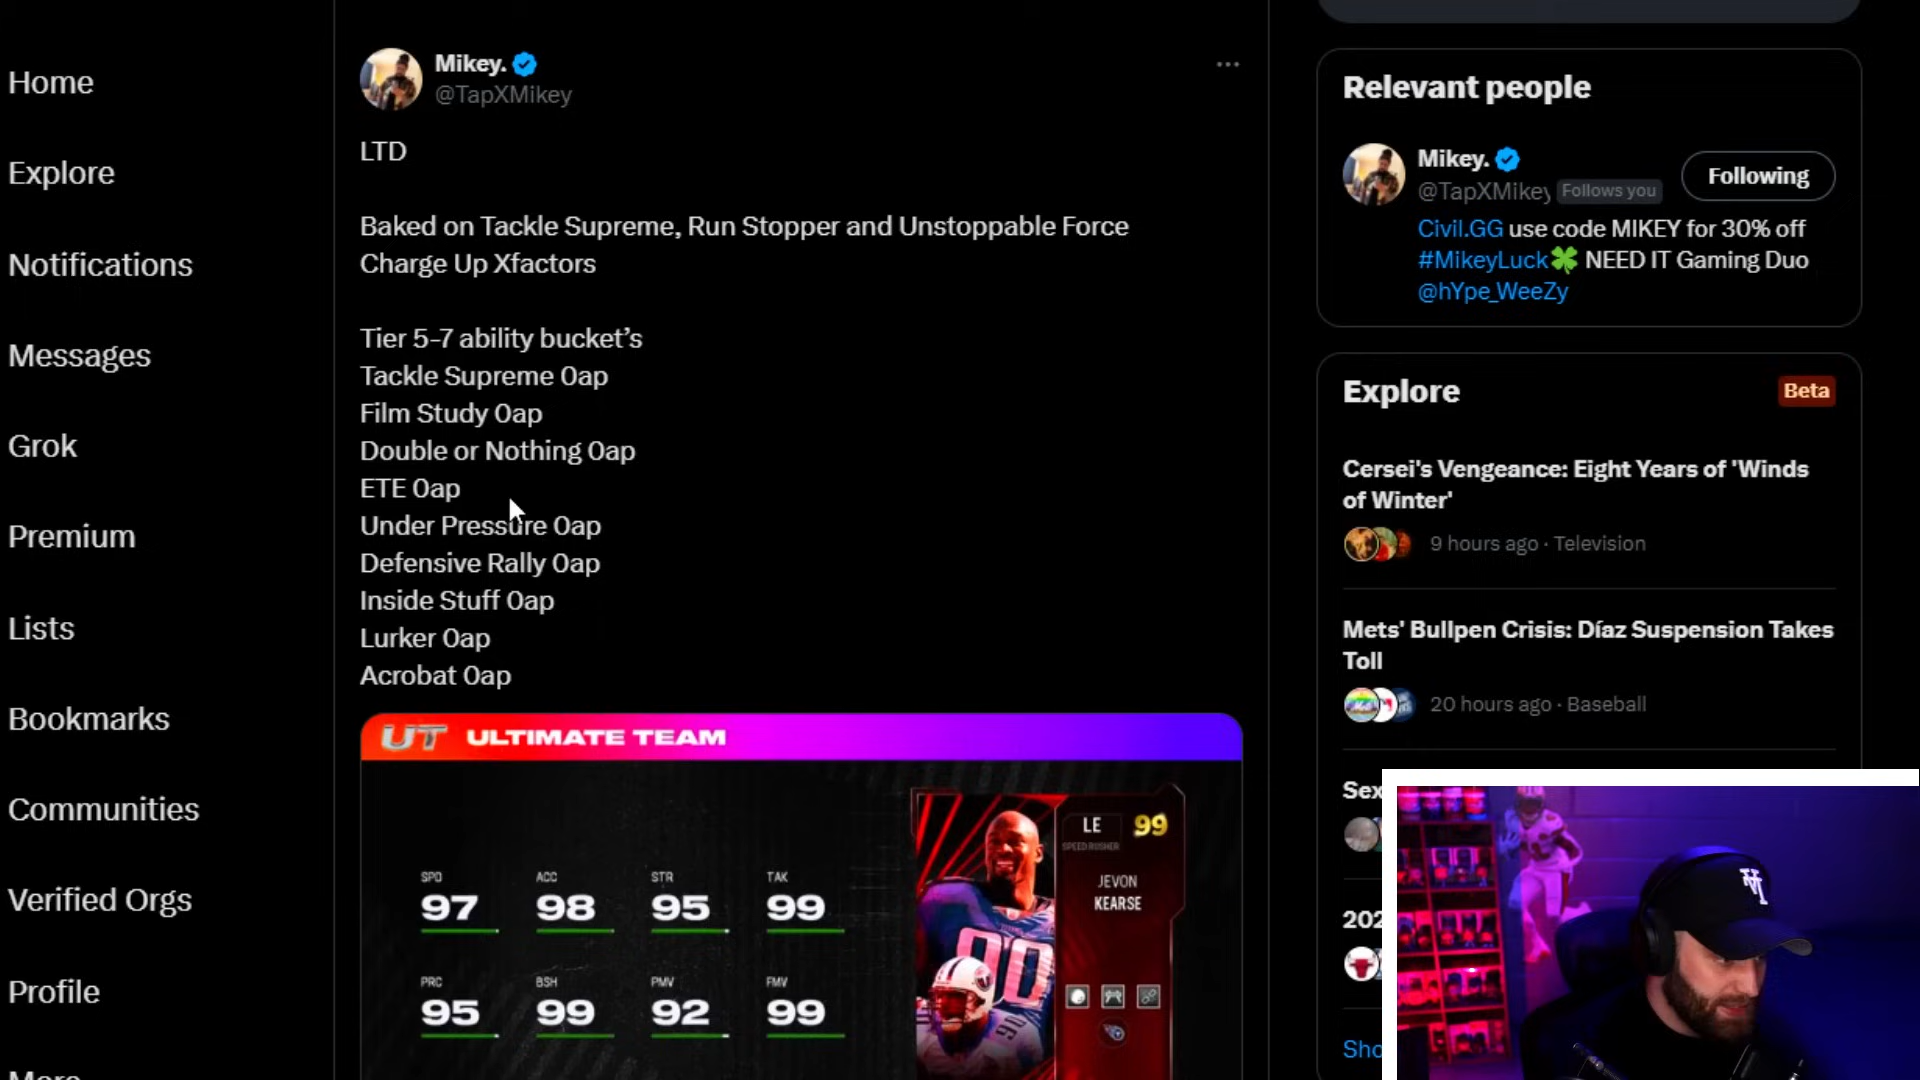 Home
Explore
Notifications
Messages
Grok
Premium
Lists
Bookmarks
Communities
Verified Orgs
Profile
More
Mikey.
@TapXMikey
LTD
Baked on Tackle Supreme, Run Stopper and Unstoppable Force
Charge Up Xfactors
Tier 5-7 ability bucket’s
Tackle Supreme 0ap
Film Study 0ap
Double or Nothing 0ap
ETE 0ap
Under Pressure 0ap
Defensive Rally 0ap
Inside Stuff 0ap
Lurker 0ap
Acrobat 0ap
UT ULTIMATE TEAM
SPD ACC STR TAK
97 98 95 99
PRC BSH PMV FMV
95 99 92 99
LE 99
SPEED RUSHER
JEVON
KEARSE
Relevant people
Mikey.
@TapXMikey Follows you
Following
Civil.GG use code MIKEY for 30% off
#MikeyLuck🍀 NEED IT Gaming Duo
@hYpe_WeeZy
Explore
Beta
Cersei's Vengeance: Eight Years of 'Winds
of Winter'
9 hours ago · Television
Mets' Bullpen Crisis: Díaz Suspension Takes
Toll
20 hours ago · Baseball
Sex
202
Sho